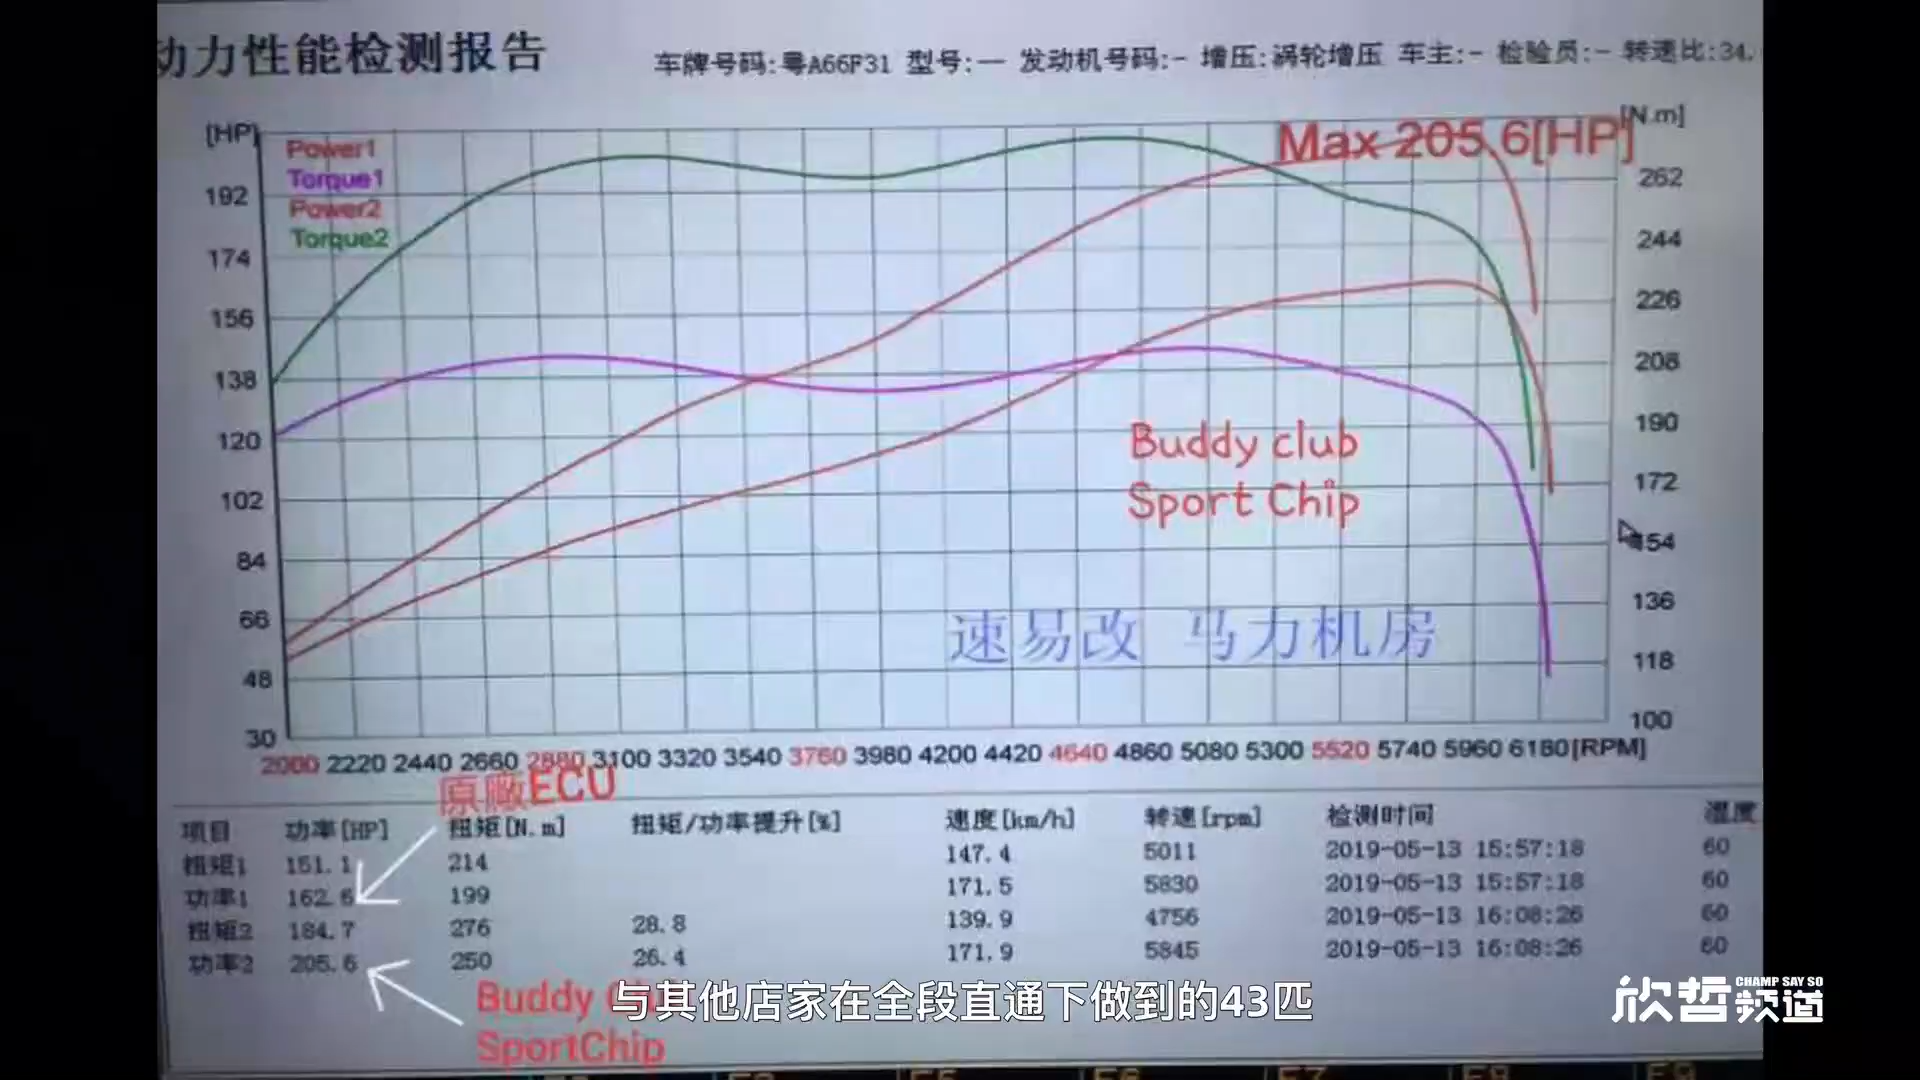 动力性能检测报告
车牌号码:粤A66F31 型号:— 发动机号码:- 增压:涡轮增压 车主:- 检验员:- 转速比:34.
[HP]
[N.m]
Max 205.6[HP]
Power1
Torque1
Power2
Torque2
192
174
156
138
120
102
84
66
48
30
262
244
226
208
190
172
154
136
118
100
Buddy club
Sport Chip
速易改 马力机房
2000 2220 2440 2660 2880 3100 3320 3540 3760 3980 4200 4420 4640 4860 5080 5300 5520 5740 5960 6180[RPM]
原廠ECU
项目 功率[HP] 扭矩[N.m] 扭矩/功率提升[%] 速度[km/h] 转速[rpm] 检测时间 湿度
扭矩1 151.1 214 147.4 5011 2019-05-13 15:57:18 60
功率1 162.6 199 171.5 5830 2019-05-13 15:57:18 60
扭矩2 184.7 276 28.8 139.9 4756 2019-05-13 16:08:26 60
功率2 205.6 250 26.4 171.9 5845 2019-05-13 16:08:26 60
Buddy
SportChip
与其他店家在全段直通下做到的43匹
欣哲频道
CHAMP SAY SO
F5
F6
F7
F8
F9